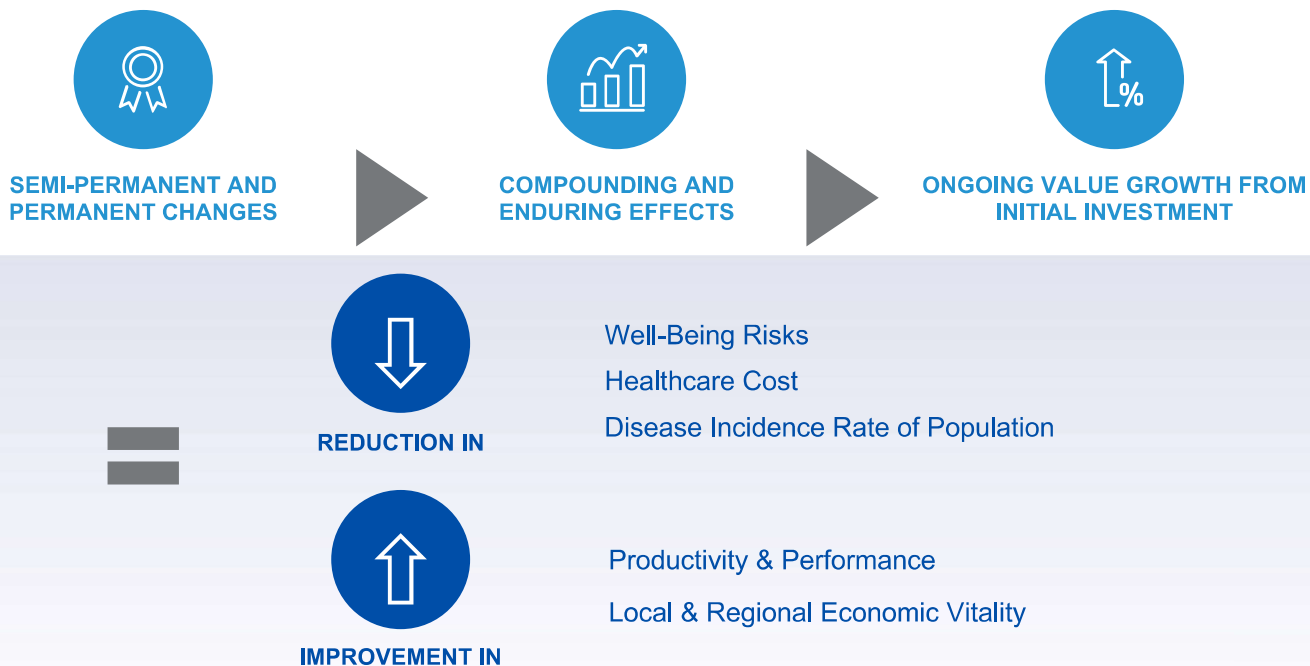 %
SEMI-PERMANENT AND
PERMANENT CHANGES
COMPOUNDING AND
ENDURING EFFECTS
ONGOING VALUE GROWTH FROM
INITIAL INVESTMENT
REDUCTION IN
Well-Being Risks
Healthcare Cost
Disease Incidence Rate of Population
IMPROVEMENT IN
Productivity & Performance
Local & Regional Economic Vitality